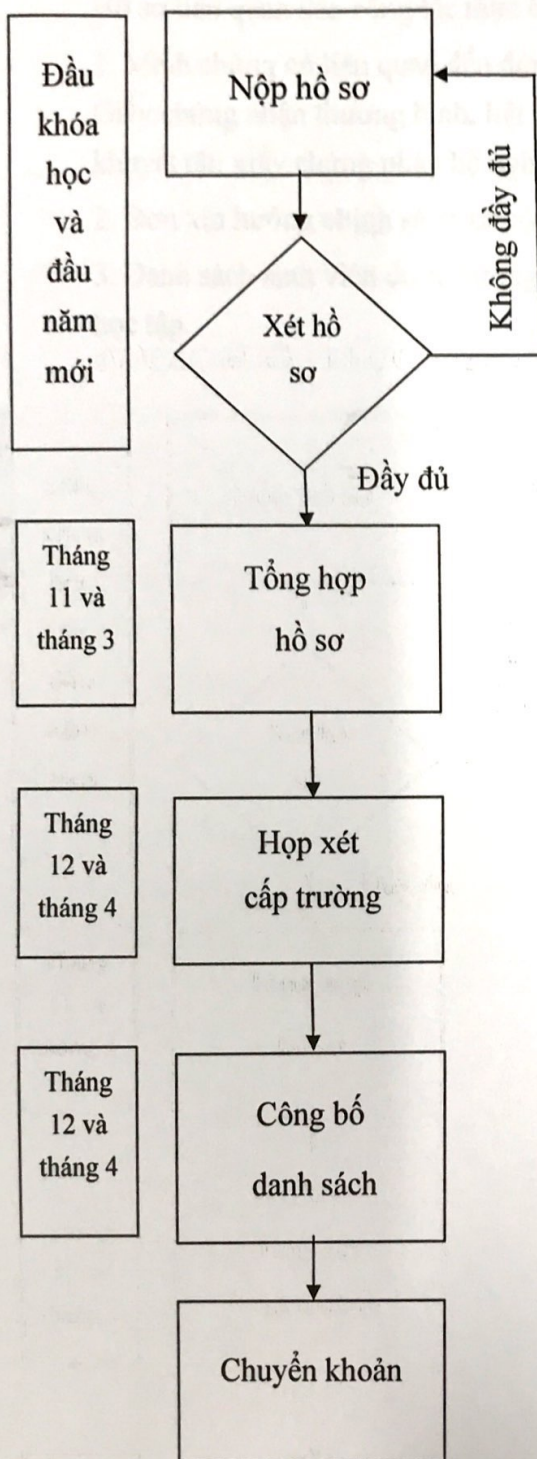 Đầu
khóa
học
và
đầu
năm
mới
Nộp hồ sơ
Không đầy đủ
Xét hồ
sơ
Đầy đủ
Tháng
11 và
tháng 3
Tổng hợp
hồ sơ
Tháng
12 và
tháng 4
Họp xét
cấp trường
Tháng
12 và
tháng 4
Công bố
danh sách
Chuyển khoản